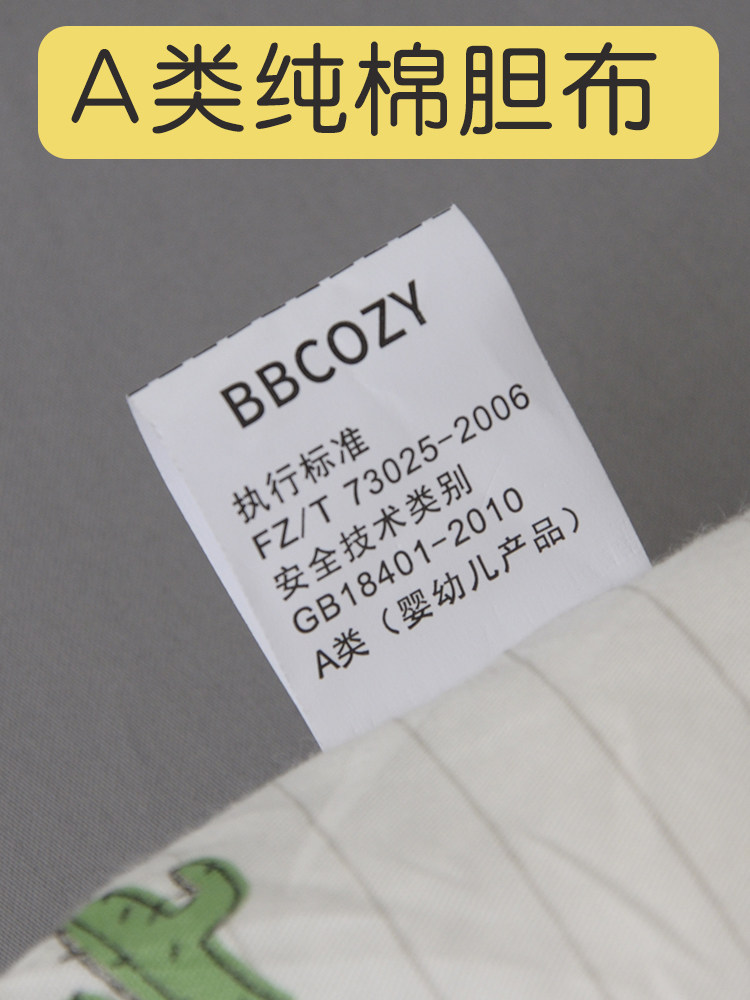 A类纯棉胆布
BBCOZY
执行标准
FZ/T 73025-2006
安全技术类别
GB18401-2010
A类（婴幼儿产品）